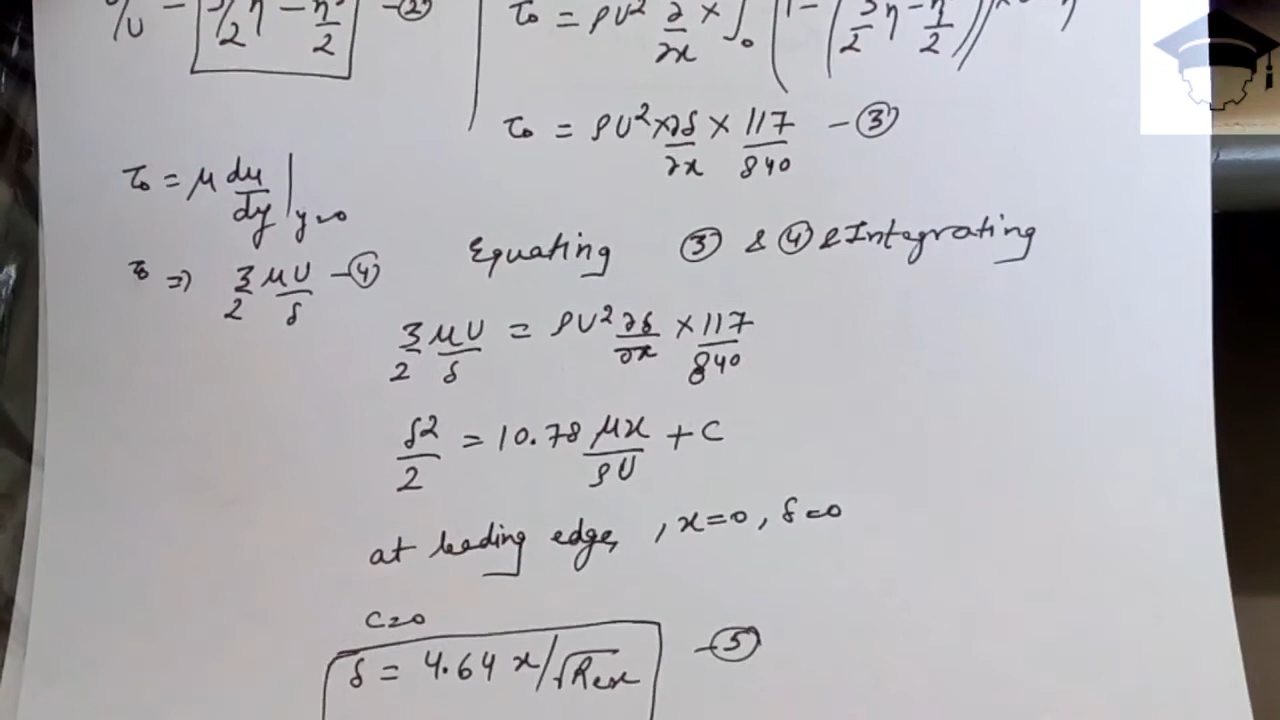 u/U = 3/2 η − η³/2 —②
τ₀ = ρU² ∂/∂x × ∫₀ (1 − (3/2 η − η/2))
τ₀ = ρU² × ∂δ/∂x × 117/840 —③
τ₀ = μ du/dy |y=0
τ₀ ⇒ 3/2 μU/δ —④
Equating ③ & ④ & Integrating
3/2 μU/δ = ρU² ∂δ/∂x × 117/840
δ²/2 = 10.78 μx/ρU + C
at leading edge, , x=0, δ=0
C=0
δ = 4.64 x/√Rex —⑤